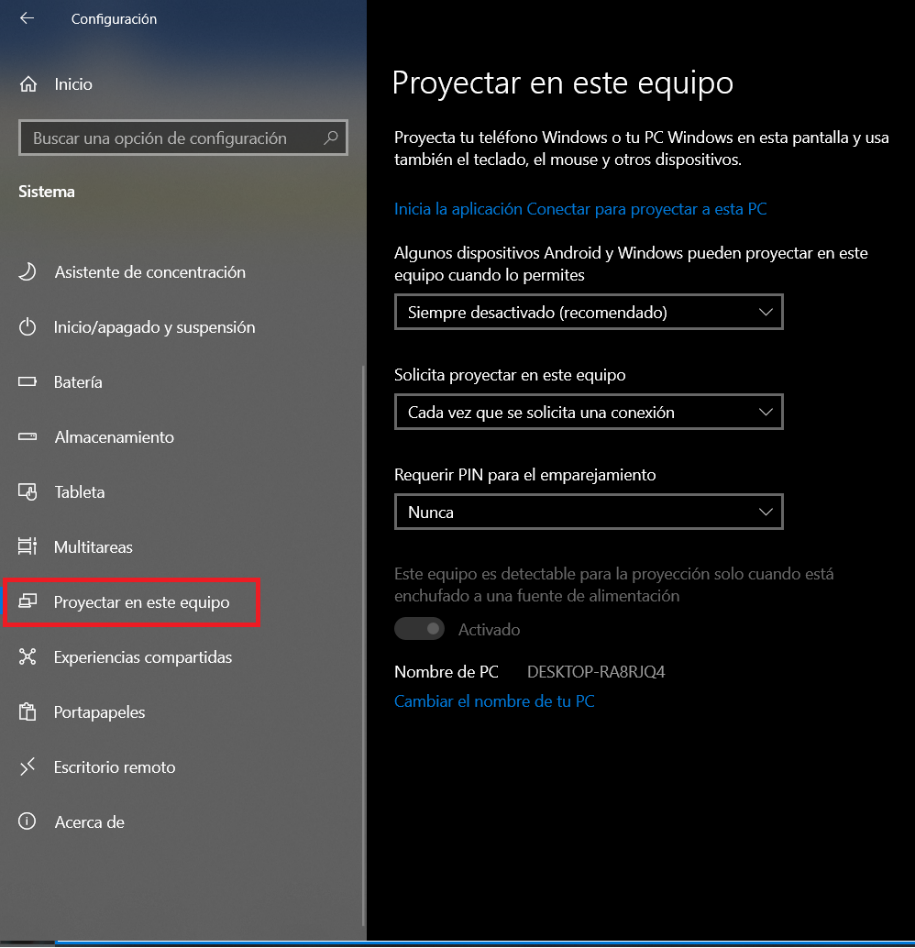 Configuración
Inicio
Buscar una opción de configuración
Sistema
Asistente de concentración
Inicio/apagado y suspensión
Batería
Almacenamiento
Tableta
Multitareas
Proyectar en este equipo
Experiencias compartidas
Portapapeles
Escritorio remoto
Acerca de
Proyectar en este equipo
Proyecta tu teléfono Windows o tu PC Windows en esta pantalla y usa
también el teclado, el mouse y otros dispositivos.
Inicia la aplicación Conectar para proyectar a esta PC
Algunos dispositivos Android y Windows pueden proyectar en este
equipo cuando lo permites
Siempre desactivado (recomendado)
Solicita proyectar en este equipo
Cada vez que se solicita una conexión
Requerir PIN para el emparejamiento
Nunca
Este equipo es detectable para la proyección solo cuando está
enchufado a una fuente de alimentación
Activado
Nombre de PC DESKTOP-RA8RJQ4
Cambiar el nombre de tu PC